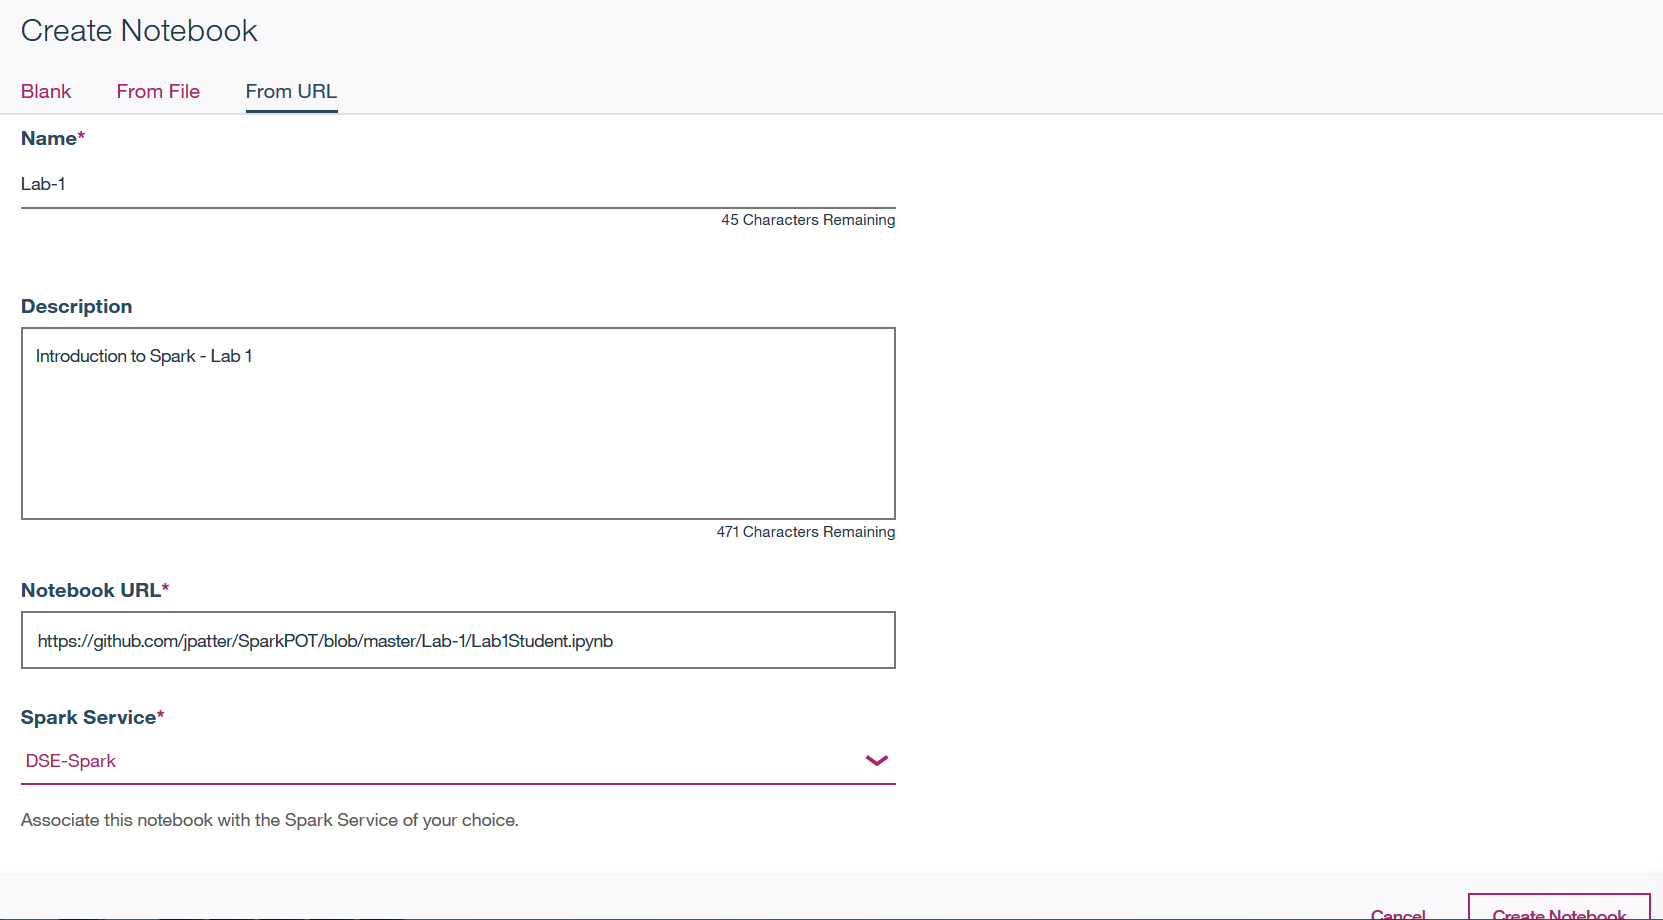 Create Notebook
Blank From File From URL
Name*
Lab-1
45 Characters Remaining
Description
Introduction to Spark - Lab 1
471 Characters Remaining
Notebook URL*
https://github.com/jpatter/SparkPOT/blob/master/Lab-1/Lab1Student.ipynb
Spark Service*
DSE-Spark
Associate this notebook with the Spark Service of your choice.
Cancel Create Notebook